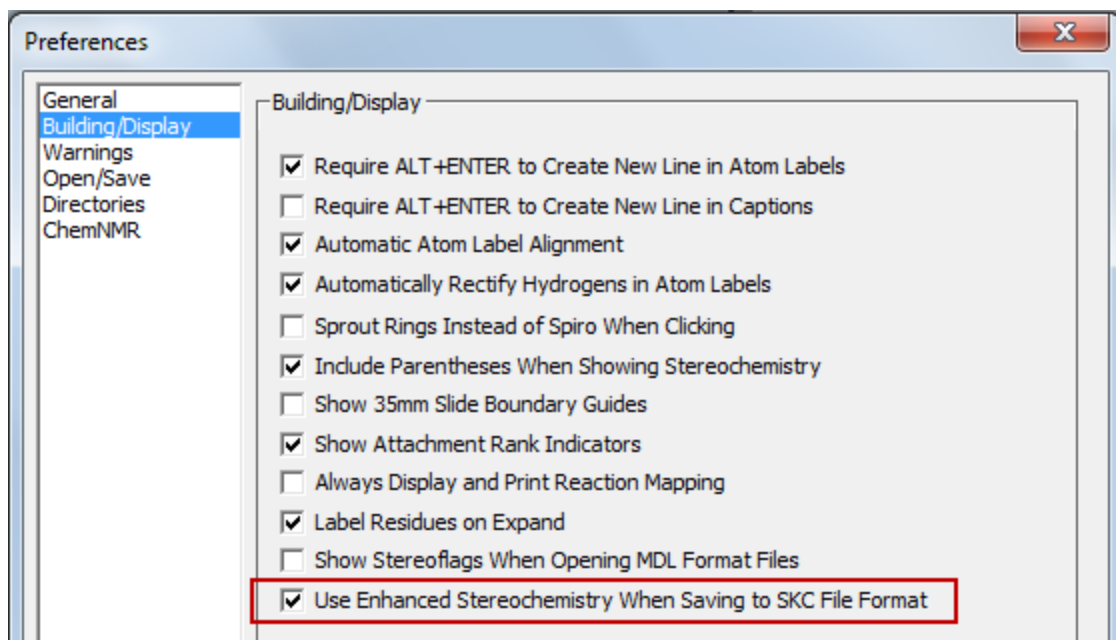 Preferences
General
Building/Display
Warnings
Open/Save
Directories
ChemNMR
Building/Display
Require ALT+ENTER to Create New Line in Atom Labels
Require ALT+ENTER to Create New Line in Captions
Automatic Atom Label Alignment
Automatically Rectify Hydrogens in Atom Labels
Sprout Rings Instead of Spiro When Clicking
Include Parentheses When Showing Stereochemistry
Show 35mm Slide Boundary Guides
Show Attachment Rank Indicators
Always Display and Print Reaction Mapping
Label Residues on Expand
Show Stereoflags When Opening MDL Format Files
Use Enhanced Stereochemistry When Saving to SKC File Format